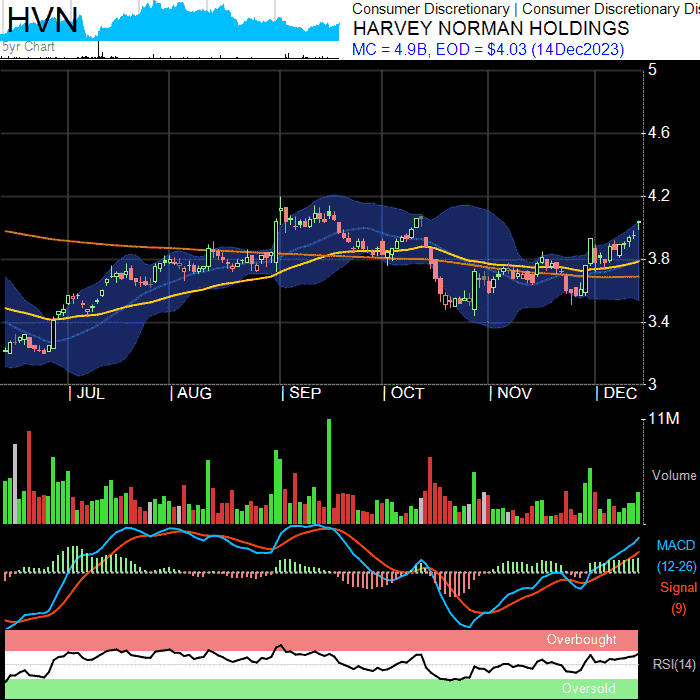 HVN
5yr Chart
Consumer Discretionary | Consumer Discretionary Dis
HARVEY NORMAN HOLDINGS
MC = 4.9B, EOD = $4.03 (14Dec2023)
5
4.6
4.2
3.8
3.4
3
JUL AUG SEP OCT NOV DEC
11M
Volume
MACD
(12-26)
Signal
(9)
Overbought
RSI(14)
Oversold